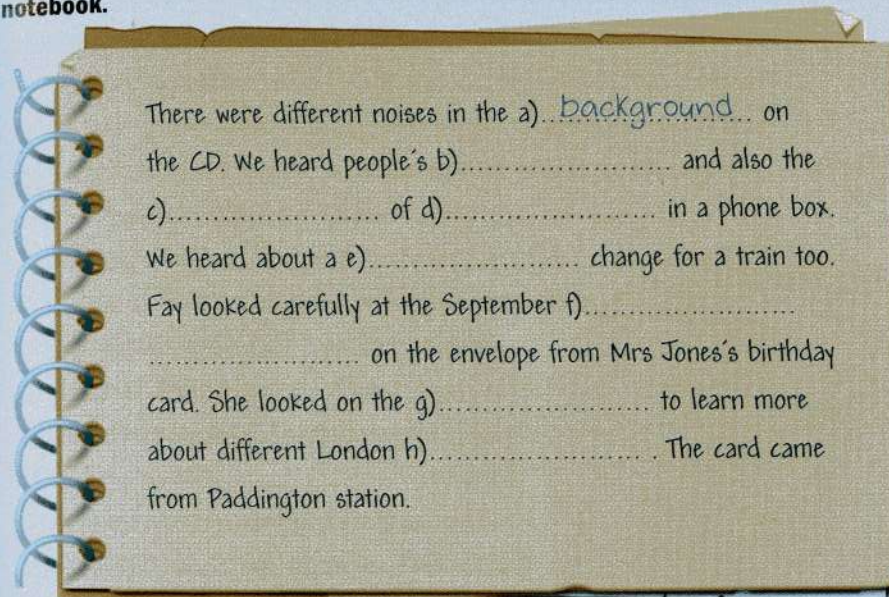 notebook.
There were different noises in the a)..background.. on
the CD. We heard people's b)........................ and also the
c)........................ of d)........................ in a phone box.
We heard about a e)........................ change for a train too.
Fay looked carefully at the September f)........................
........................ on the envelope from Mrs Jones's birthday
card. She looked on the g)........................ to learn more
about different London h)........................ . The card came
from Paddington station.